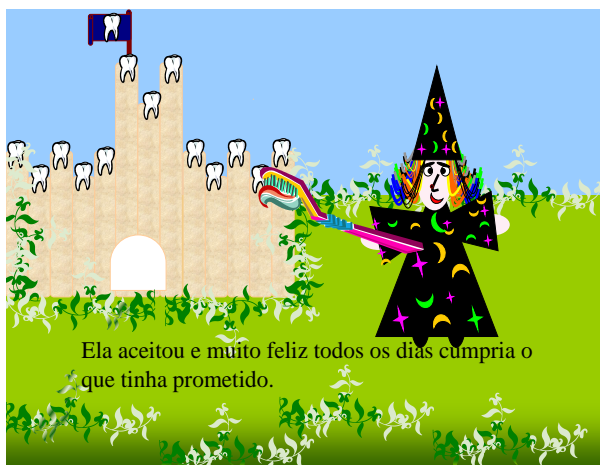 Ela aceitou e muito feliz todos os dias cumpria o
que tinha prometido.